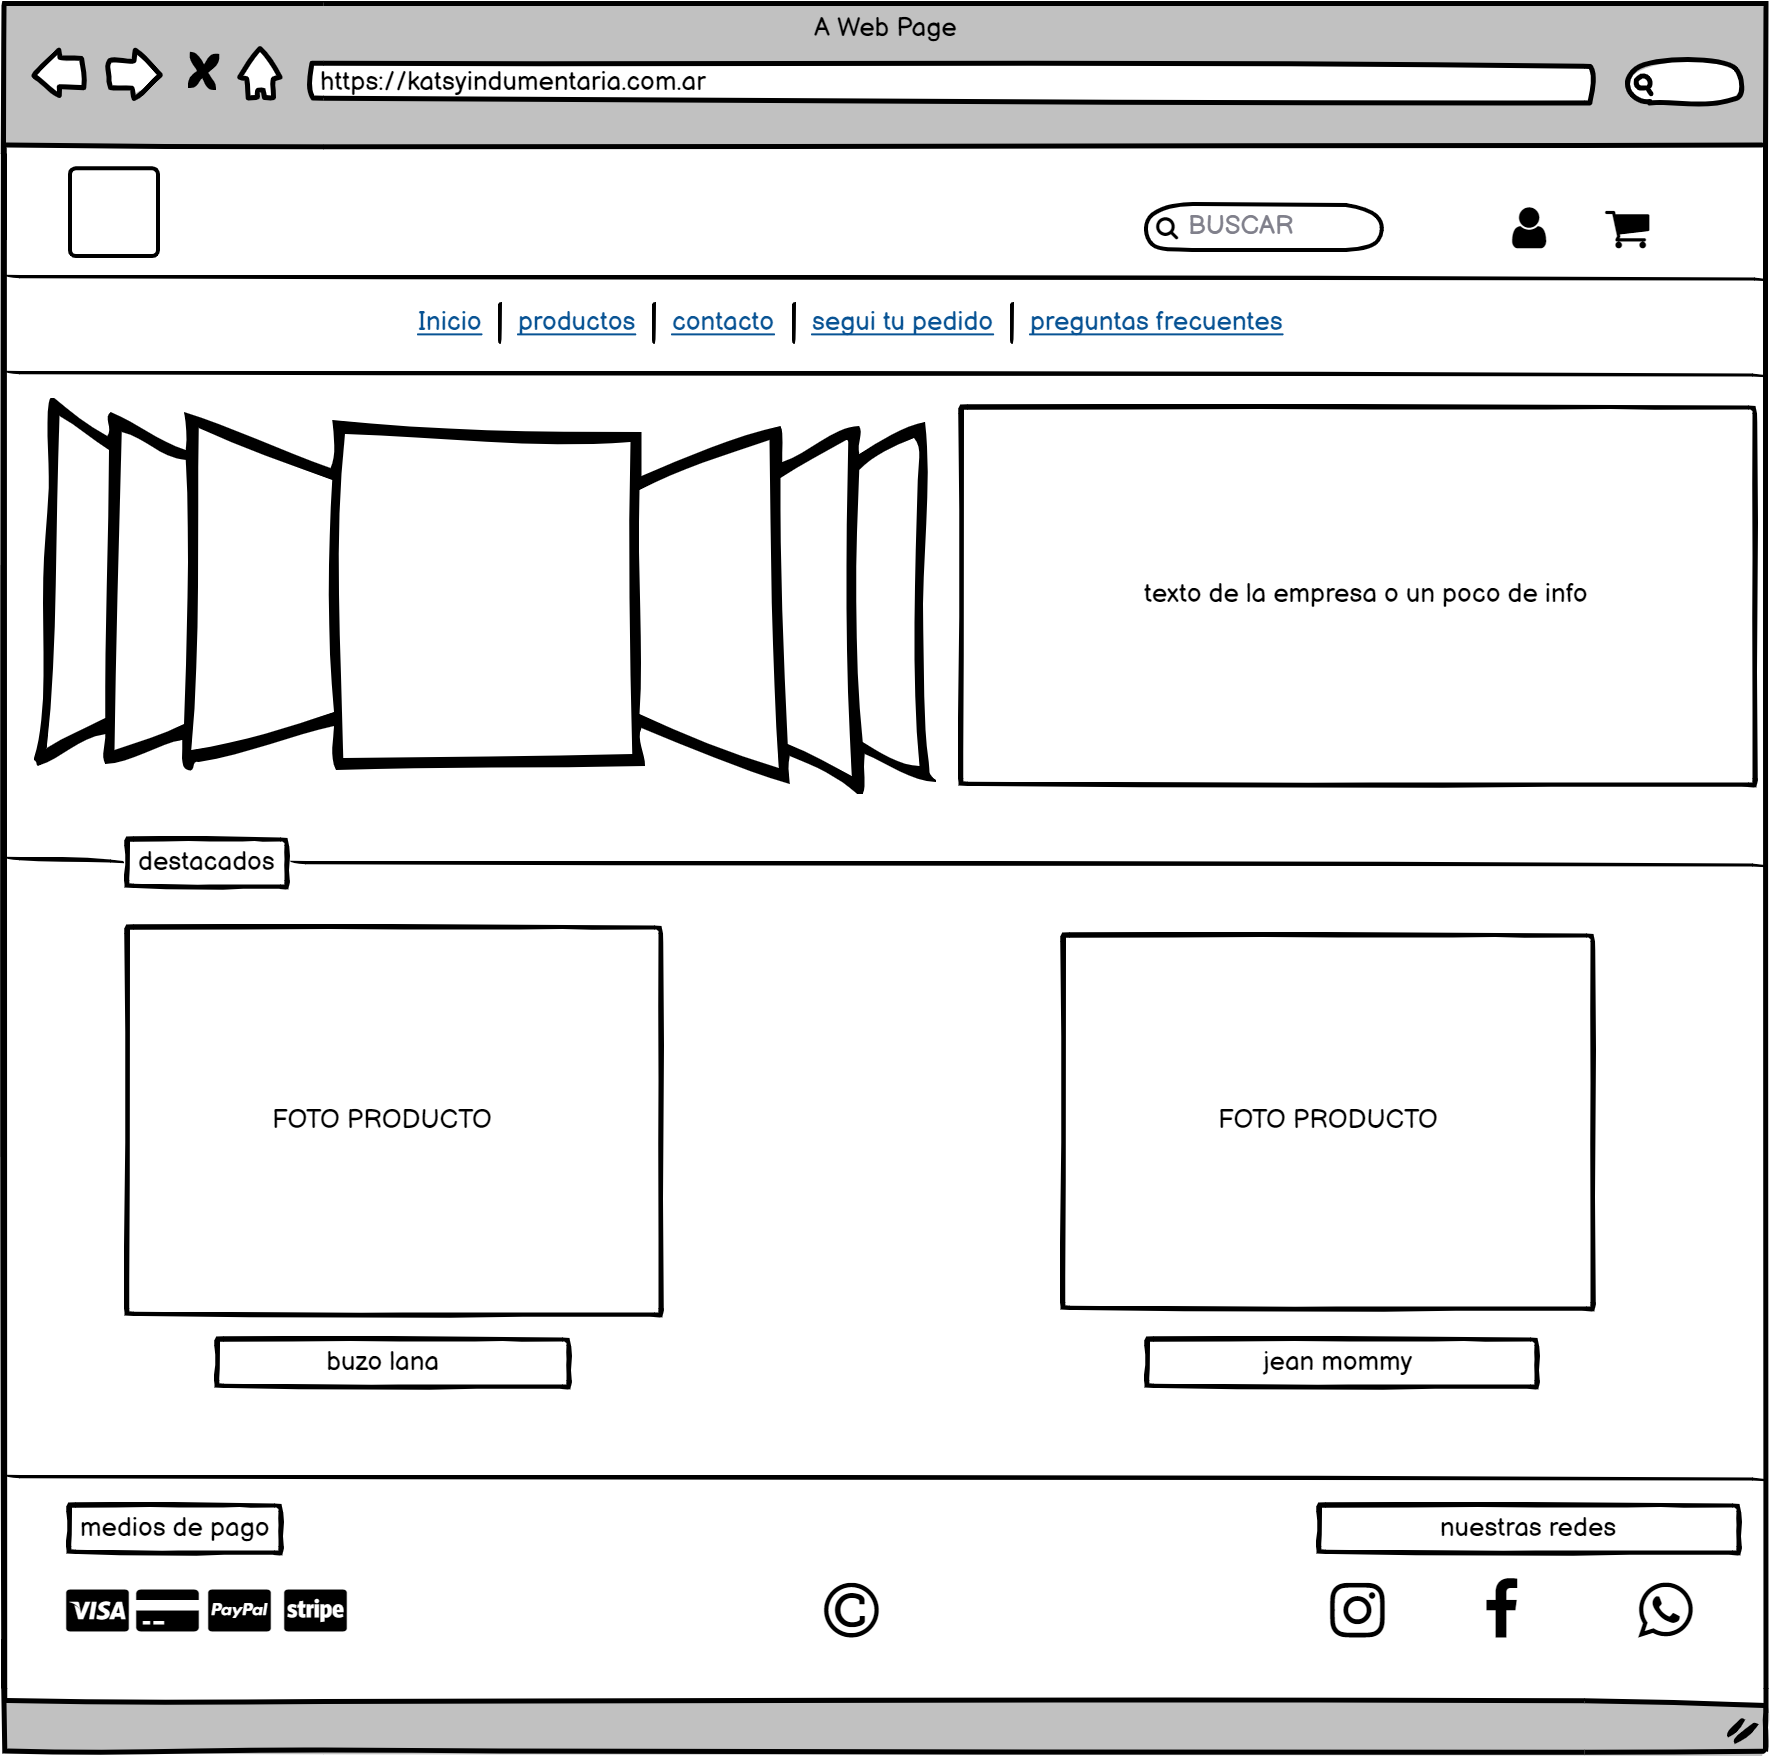 A Web Page
https://katsyindumentaria.com.ar
BUSCAR
Inicio productos contacto segui tu pedido preguntas frecuentes
texto de la empresa o un poco de info
destacados
FOTO PRODUCTO FOTO PRODUCTO
buzo lana jean mommy
medios de pago nuestras redes
VISA PayPal stripe ©